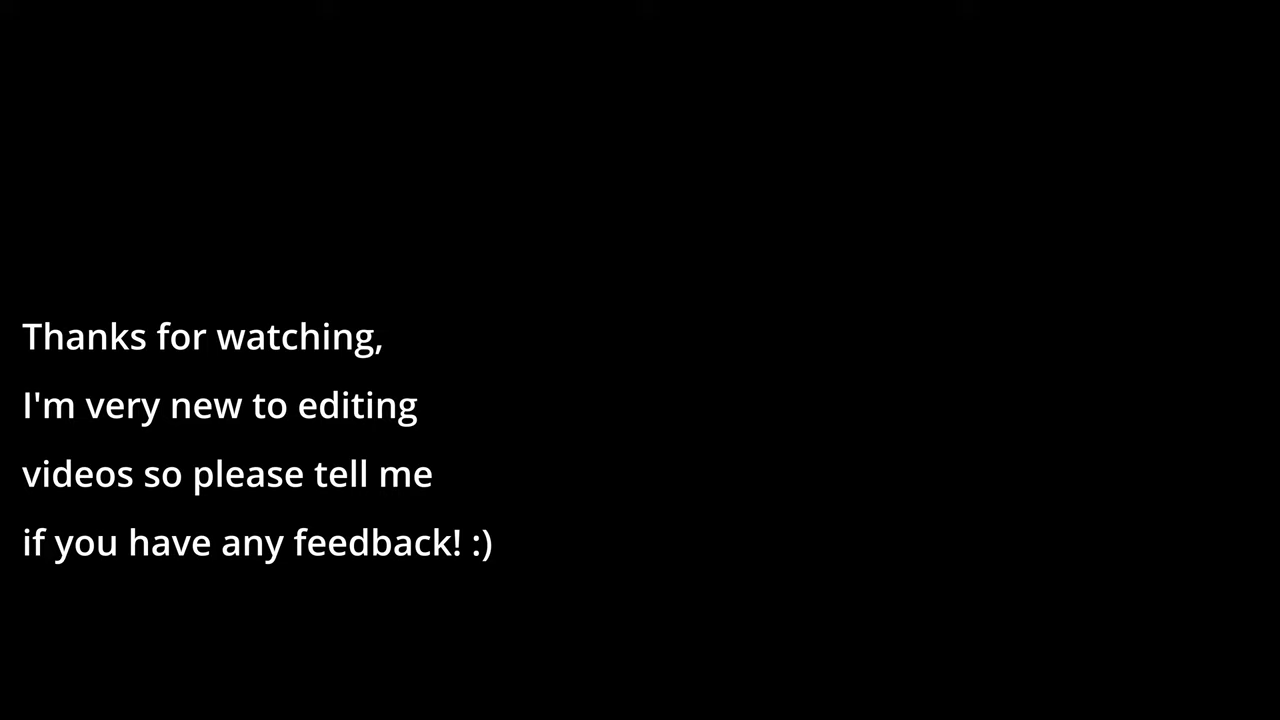 Thanks for watching,
I'm very new to editing
videos so please tell me
if you have any feedback! :)